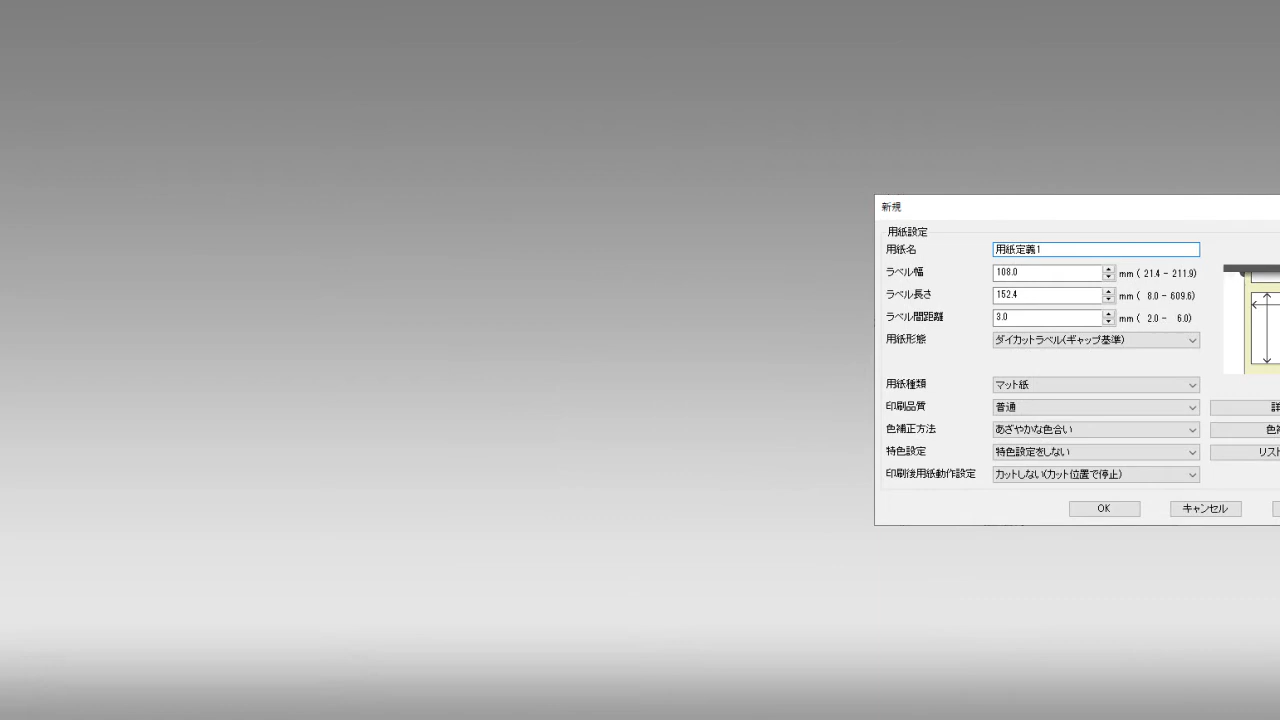 新規
用紙設定
用紙名 用紙定義1
ラベル幅 108.0 mm ( 21.4 - 211.9)
ラベル長さ 152.4 mm ( 8.0 - 609.6)
ラベル間距離 3.0 mm ( 2.0 - 6.0)
用紙形態 ダイカットラベル(ギャップ基準)
用紙種類 マット紙
印刷品質 普通
色補正方法 あざやかな色合い
特色設定 特色設定をしない リスト
印刷後用紙動作設定 カットしない(カット位置で停止)
OK キャンセル